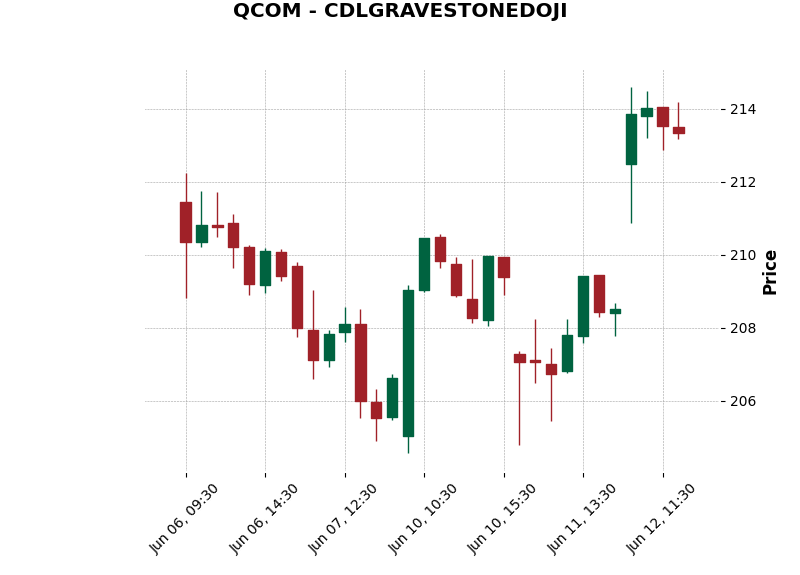 QCOM - CDLGRAVESTONEDOJI
214
212
210
208
206
Price
Jun 06, 09:30
Jun 06, 14:30
Jun 07, 12:30
Jun 10, 10:30
Jun 10, 15:30
Jun 11, 13:30
Jun 12, 11:30